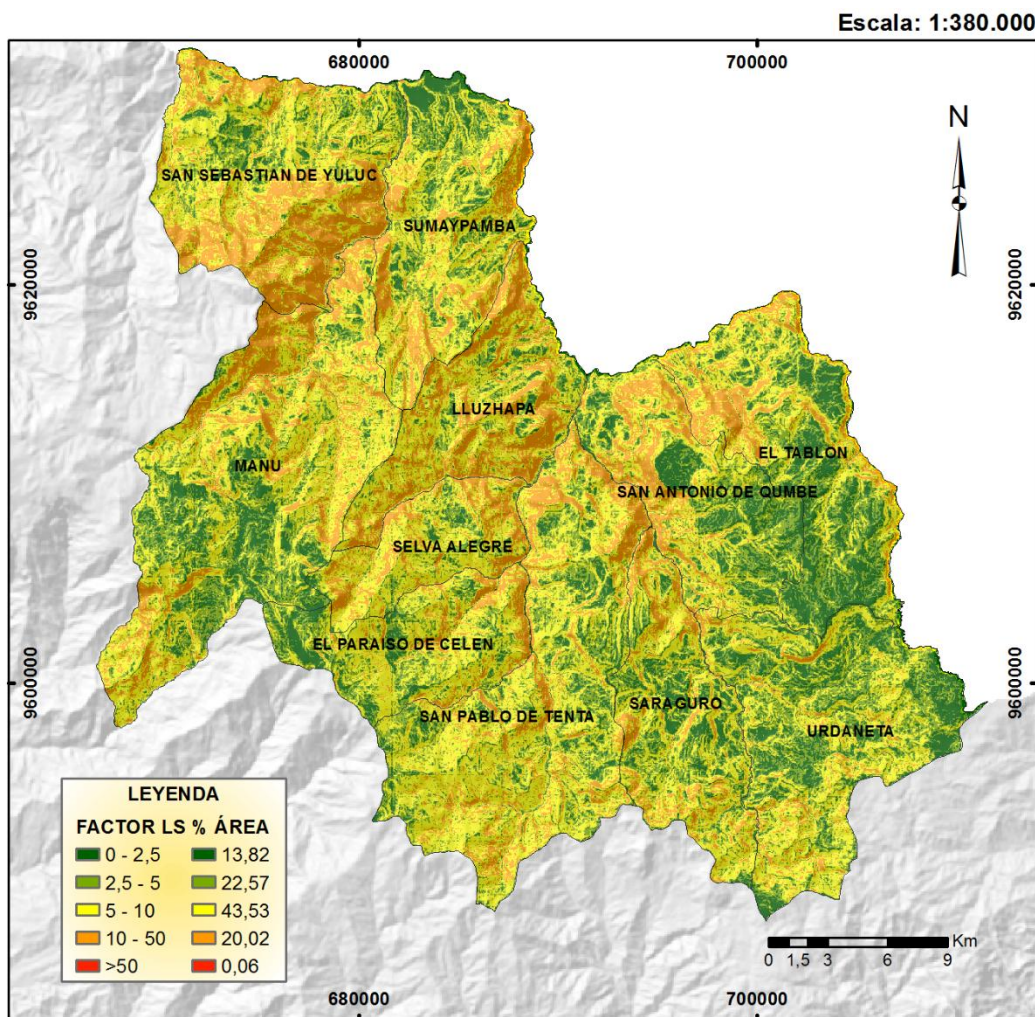 Escala: 1:380.000
680000
700000
N
SAN SEBASTIAN DE YULUC
SUMAYPAMBA
9620000
9620000
LLUZHAPA
EL TABLON
MANU
SAN ANTONIO DE QUMBE
SELVA ALEGRE
EL PARAISO DE CELEN
9600000
9600000
SAN PABLO DE TENTA
SARAGURO
URDANETA
LEYENDA
FACTOR LS % ÁREA
0 - 2,5 13,82
2,5 - 5 22,57
5 - 10 43,53
10 - 50 20,02
>50 0,06
Km
0 1,5 3 6 9
680000
700000